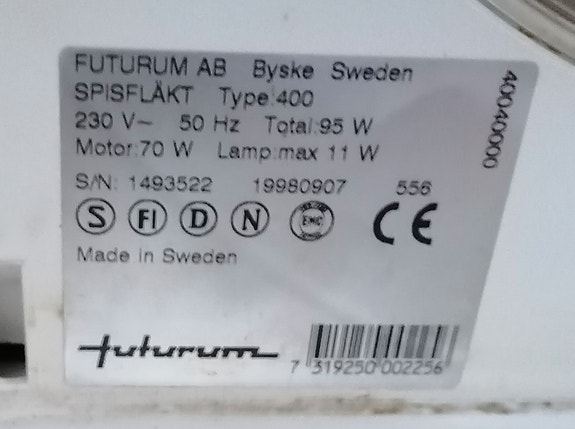 FUTURUM AB Byske Sweden
SPISFLÄKT Type:400
230 V~ 50 Hz Total:95 W
Motor:70 W Lamp:max 11 W
S/N: 1493522 19980907 556
S FI D N EMC CE
Made in Sweden
futurum
7 319250 002256
40040000